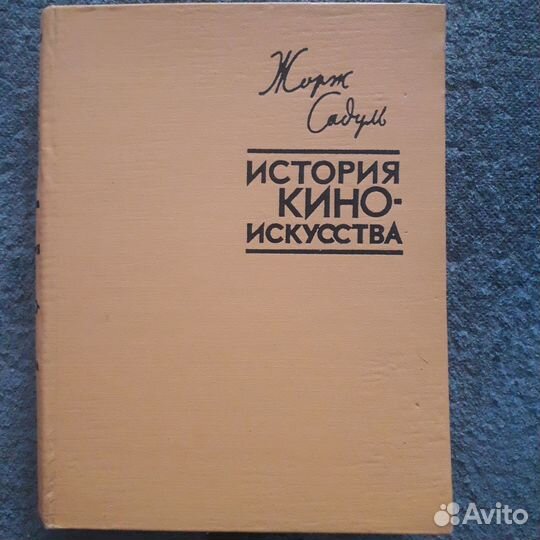 Жорж
Садуль
ИСТОРИЯ
КИНО-
ИСКУССТВА
Avito